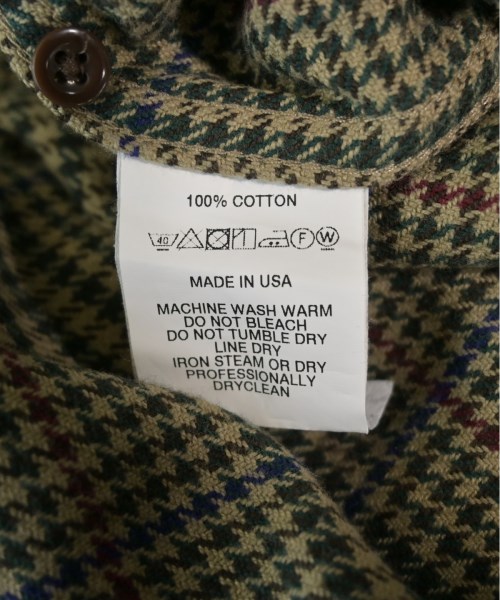 100% COTTON
40 F W
MADE IN USA
MACHINE WASH WARM
DO NOT BLEACH
DO NOT TUMBLE DRY
LINE DRY
IRON STEAM OR DRY
PROFESSIONALLY
DRYCLEAN